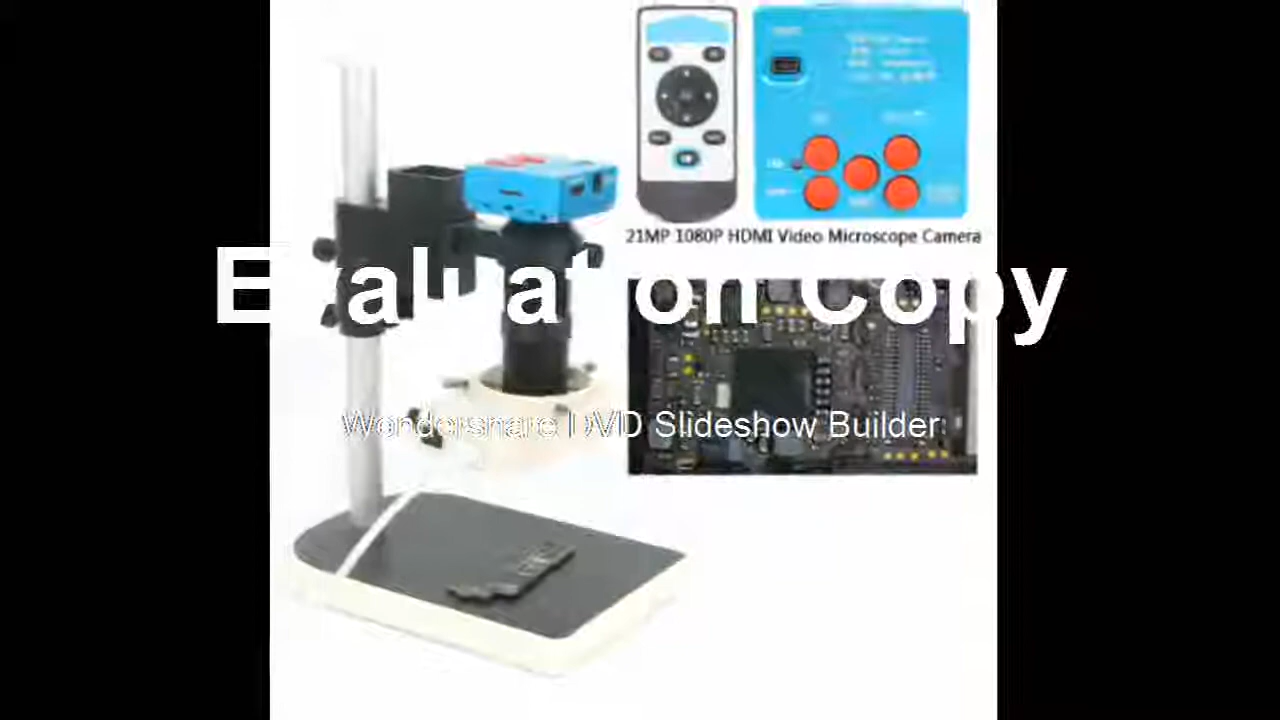 21MP 1080P HDMI Video Microscope Camera
Evaluation Copy
Wondershare DVD Slideshow Builder